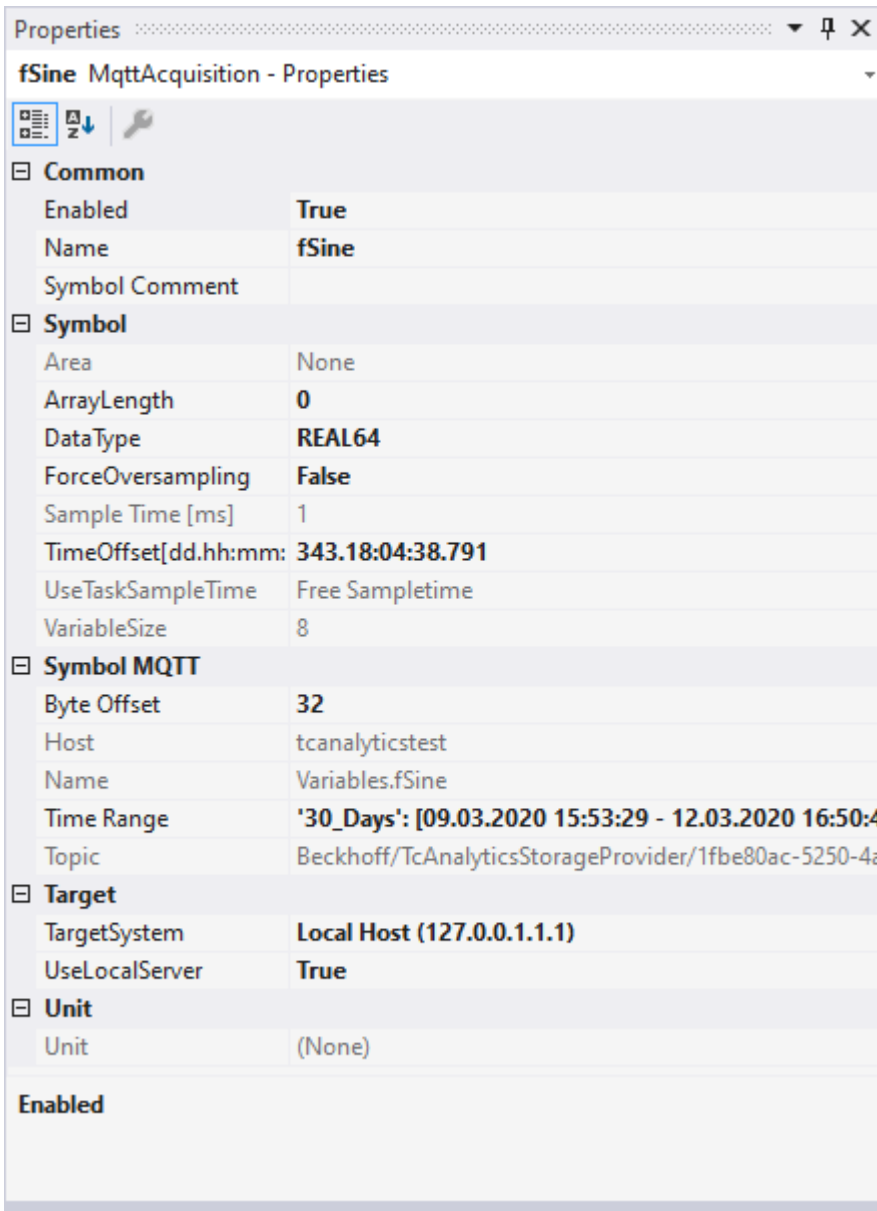 Properties
fSine MqttAcquisition - Properties
Common
Enabled True
Name fSine
Symbol Comment
Symbol
Area None
ArrayLength 0
DataType REAL64
ForceOversampling False
Sample Time [ms] 1
TimeOffset[dd.hh:mm: 343.18:04:38.791
UseTaskSampleTime Free Sampletime
VariableSize 8
Symbol MQTT
Byte Offset 32
Host tcanalyticstest
Name Variables.fSine
Time Range '30_Days': [09.03.2020 15:53:29 - 12.03.2020 16:50:4
Topic Beckhoff/TcAnalyticsStorageProvider/1fbe80ac-5250-4a
Target
TargetSystem Local Host (127.0.0.1.1.1)
UseLocalServer True
Unit
Unit (None)
Enabled